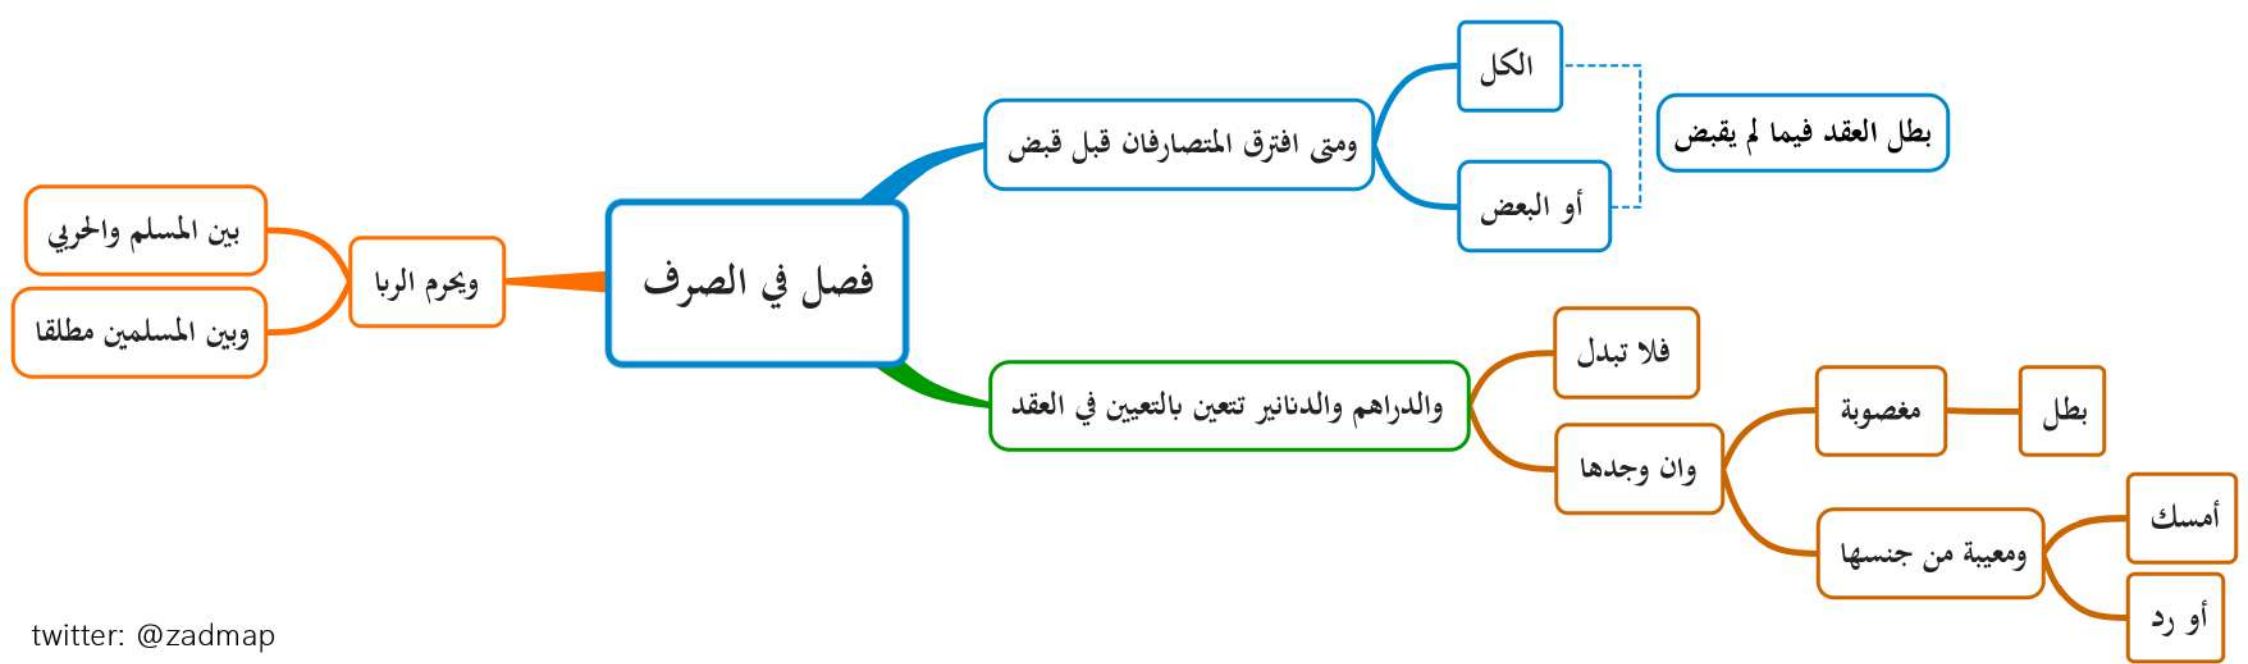 فصل في الصرف
ومتى افترق المتصارفان قبل قبض
الكل
أو البعض
بطل العقد فيما لم يقبض
والدراهم والدنانير تتعين بالتعيين في العقد
فلا تبدل
وان وجدها
مغصوبة
بطل
ومعيبة من جنسها
أمسك
أو رد
ويحرم الربا
بين المسلم والحربي
وبين المسلمين مطلقا
twitter: @zadmap